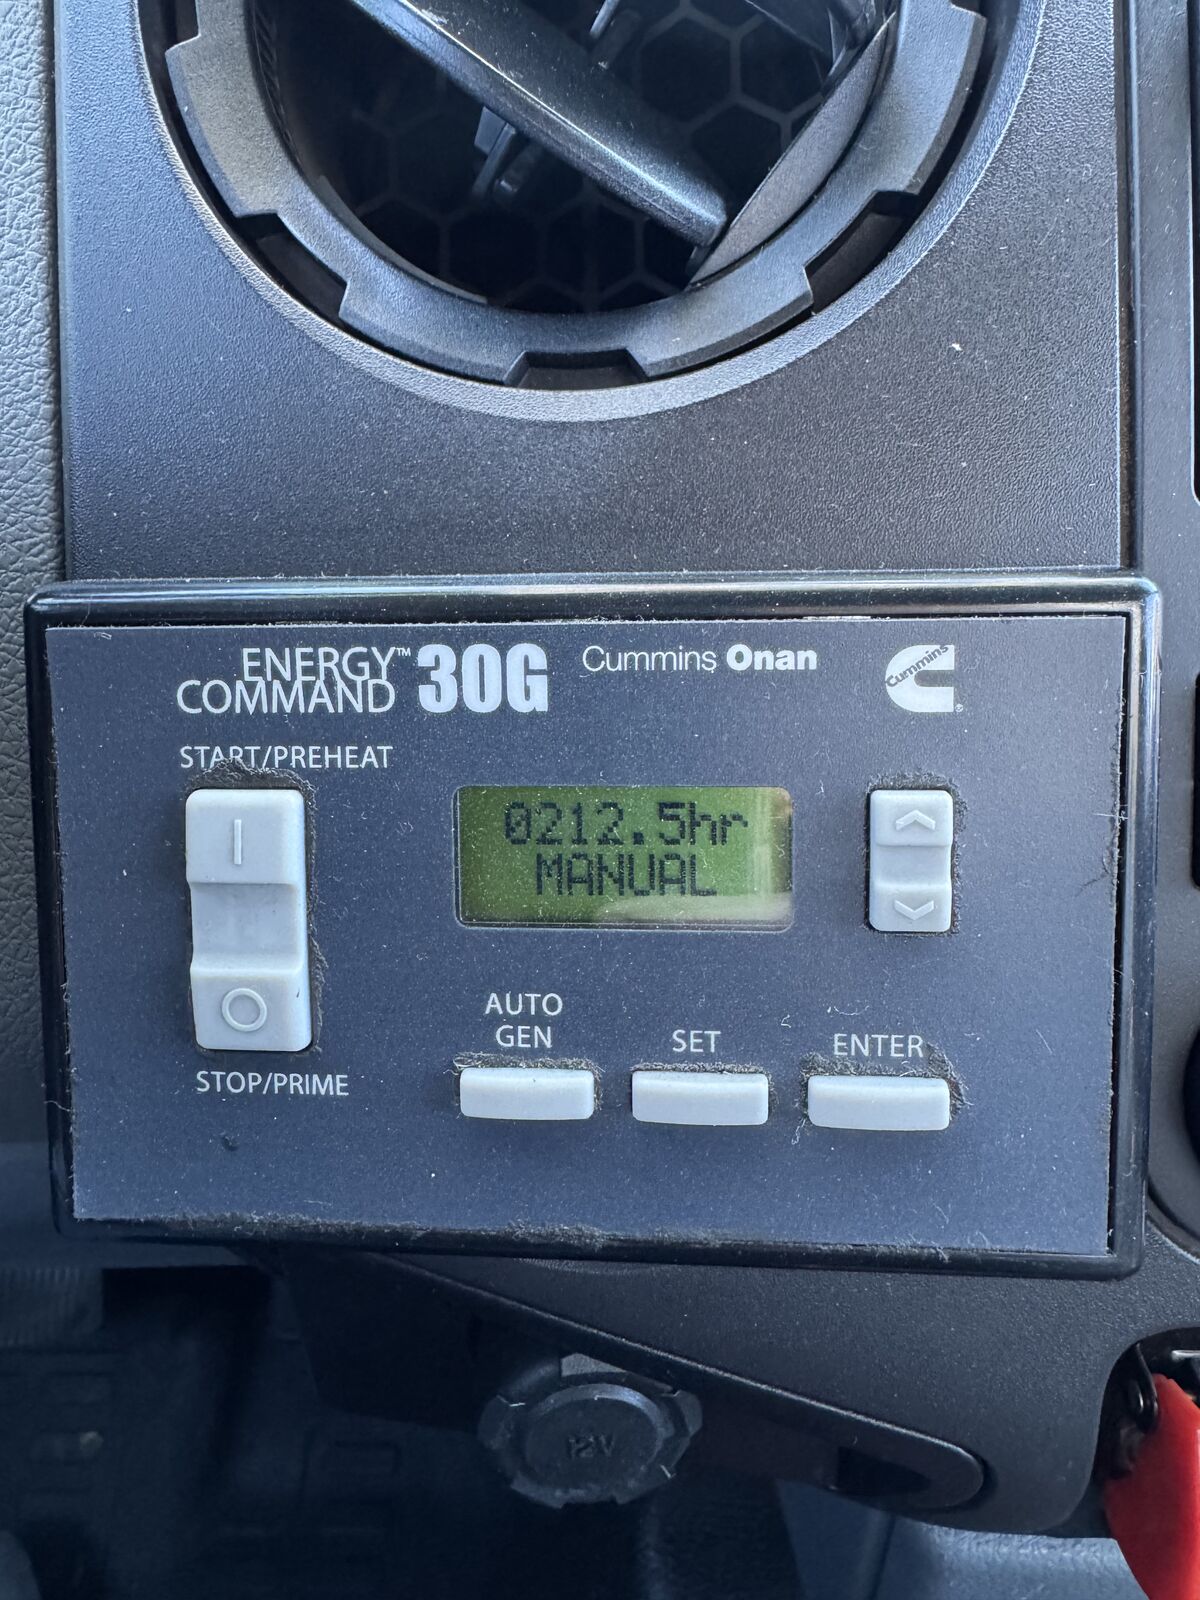 ENERGY™
COMMAND 30G
Cummins Onan
Cummins®
START/PREHEAT
0212.5hr
MANUAL
STOP/PRIME
AUTO
GEN
SET
ENTER
12V